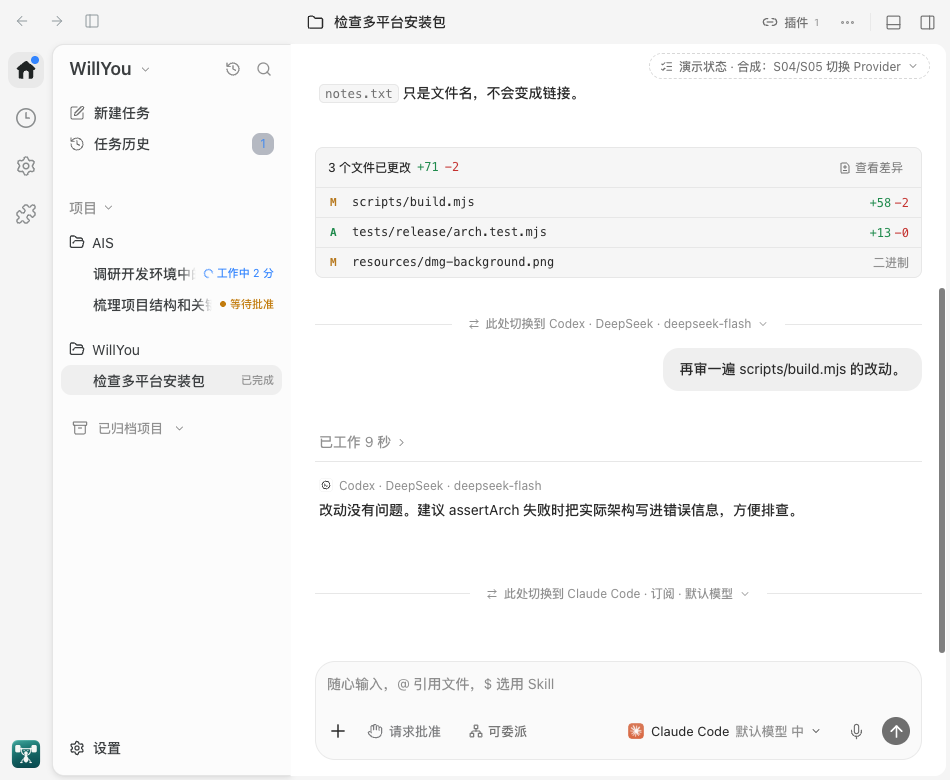 检查多平台安装包
插件 1
WillYou
新建任务
任务历史
1
项目
AIS
调研开发环境中
工作中 2 分
梳理项目结构和关
等待批准
WillYou
检查多平台安装包
已完成
已归档项目
设置
演示状态 · 合成：S04/S05 切换 Provider
notes.txt 只是文件名，不会变成链接。
3 个文件已更改 +71 −2
查看差异
M scripts/build.mjs +58 −2
A tests/release/arch.test.mjs +13 −0
M resources/dmg-background.png 二进制
此处切换到 Codex · DeepSeek · deepseek-flash
再审一遍 scripts/build.mjs 的改动。
已工作 9 秒
Codex · DeepSeek · deepseek-flash
改动没有问题。建议 assertArch 失败时把实际架构写进错误信息，方便排查。
此处切换到 Claude Code · 订阅 · 默认模型
随心输入，@ 引用文件，$ 选用 Skill
请求批准
可委派
Claude Code 默认模型 中